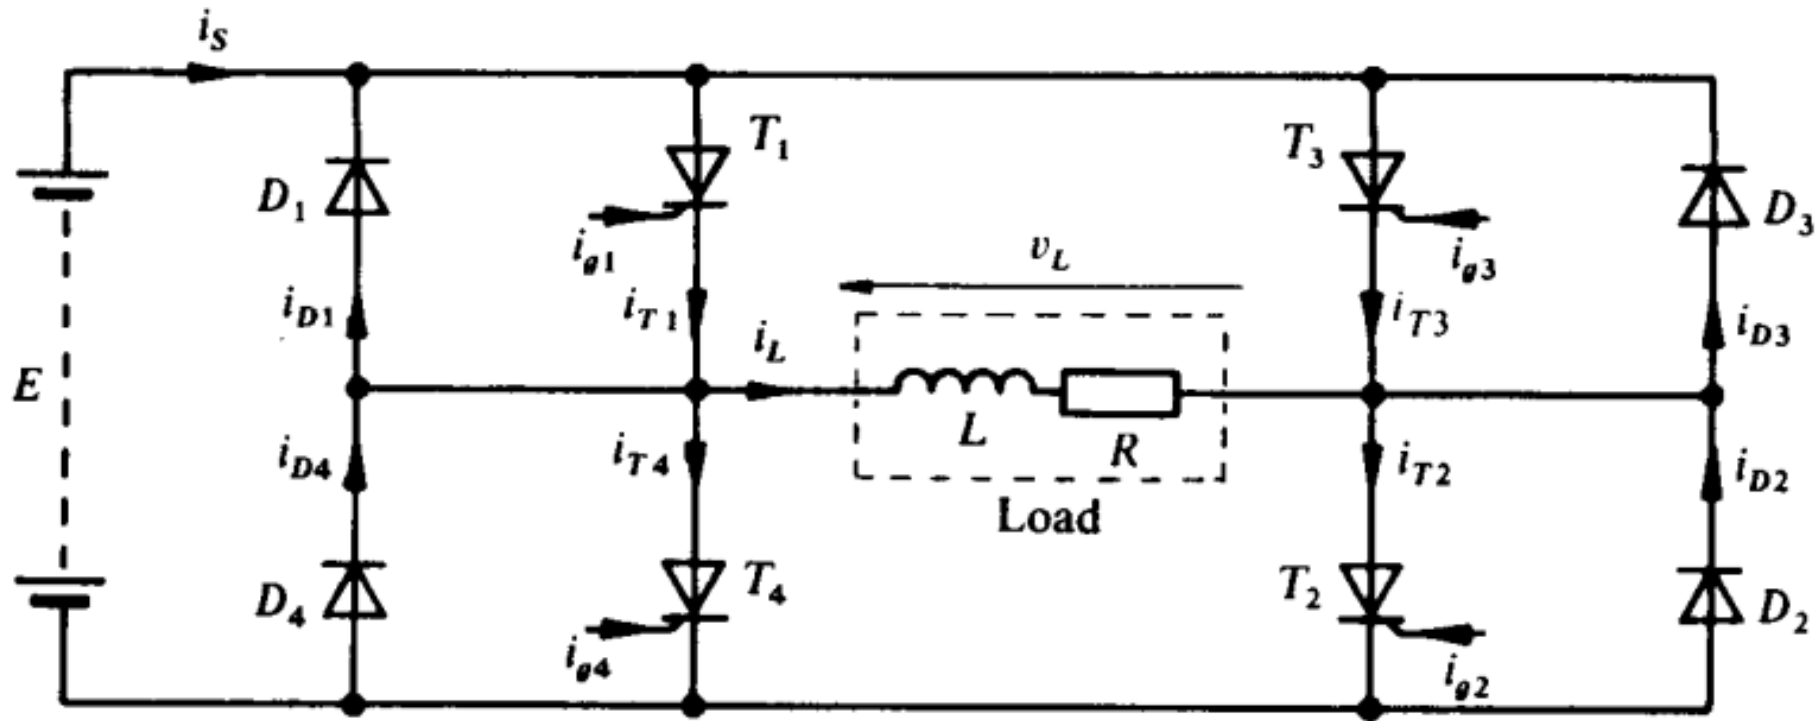 i_S
T_1
T_3
D_1
D_3
i_g1
v_L
i_g3
i_D1
i_T1
i_T3
i_D3
i_L
E
L
R
i_D4
i_T4
i_T2
i_D2
Load
D_4
T_4
T_2
D_2
i_g4
i_g2